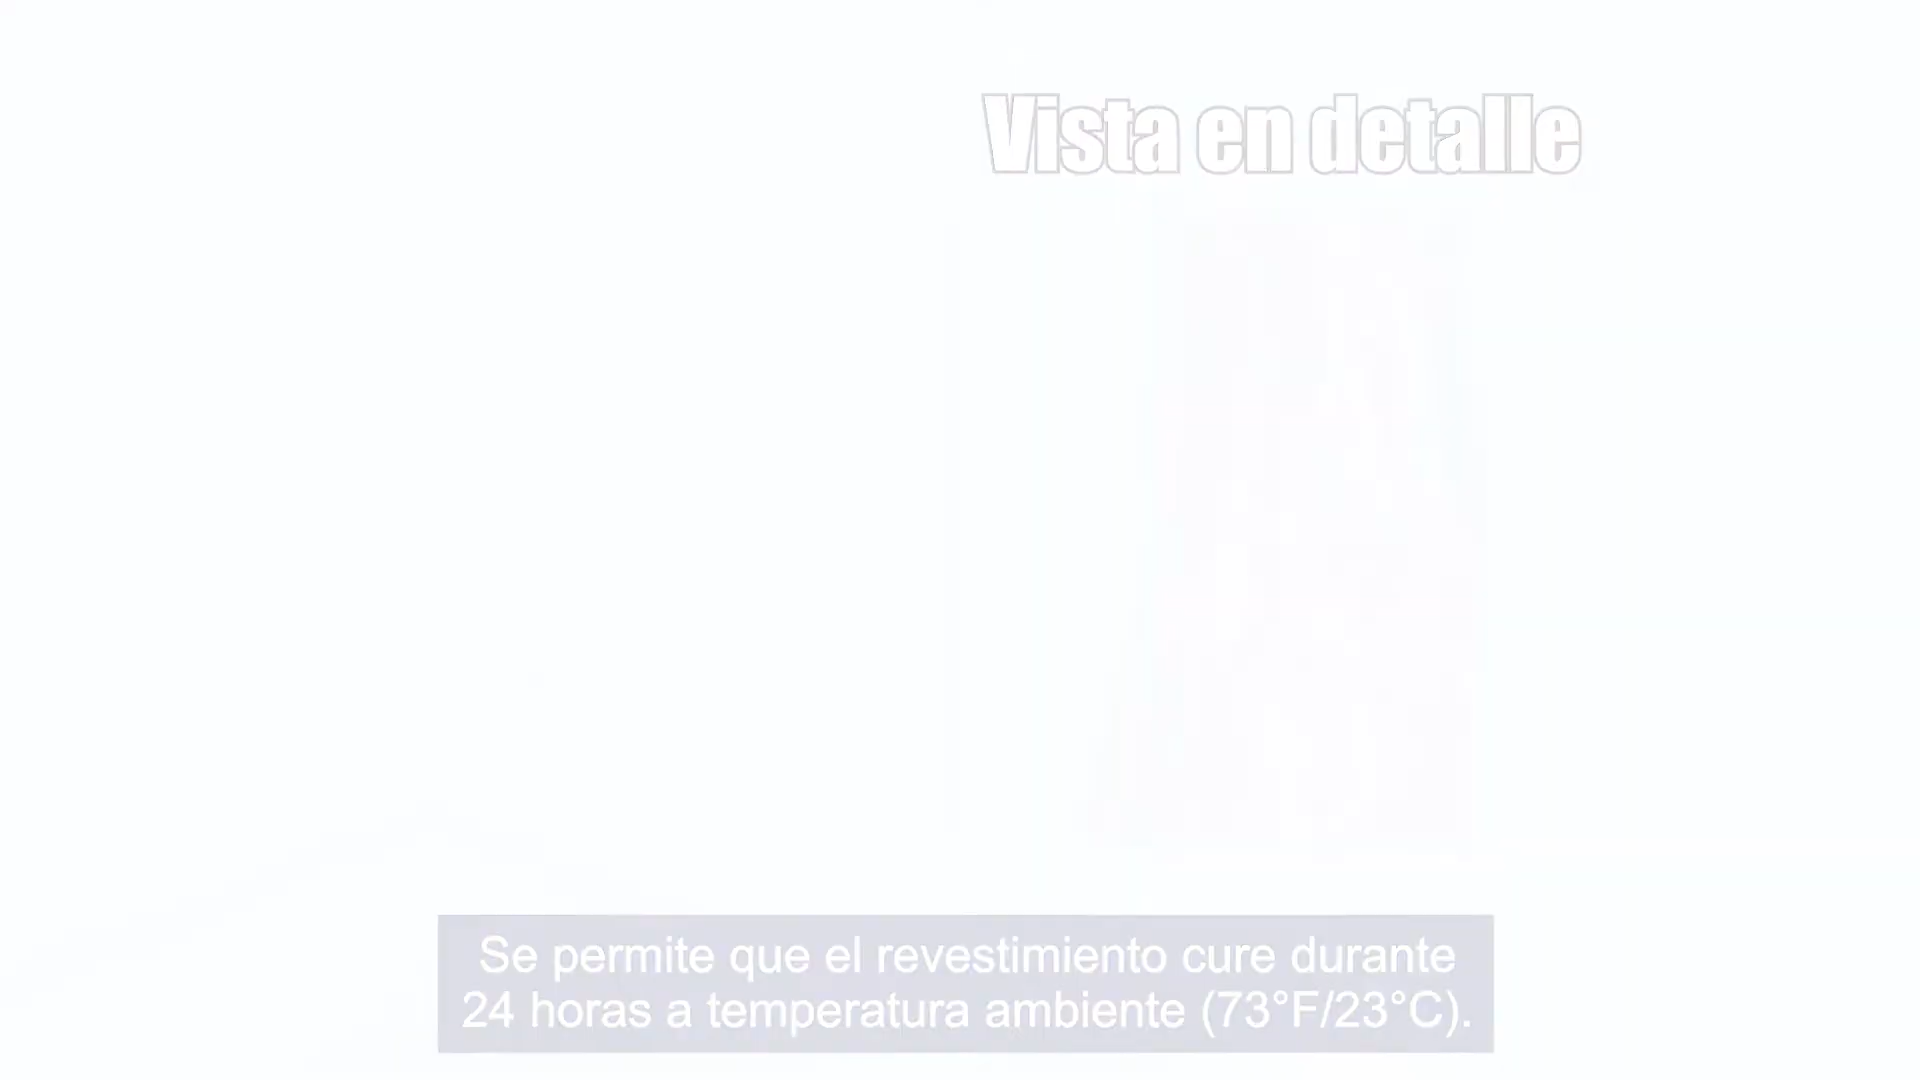 Vista en detalle
Se permite que el revestimiento cure durante
24 horas a temperatura ambiente (73°F/23°C).